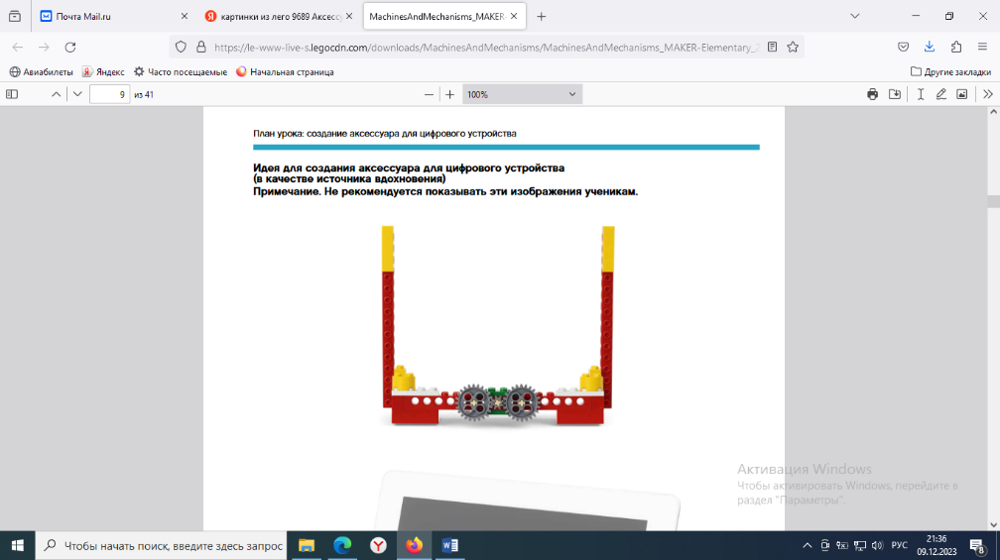 Почта Mail.ru
картинки из лего 9689 Аксессу
MachinesAndMechanisms_MAKER-
https://le-www-live-s.legocdn.com/downloads/MachinesAndMechanisms/MachinesAndMechanisms_MAKER-Elementary_
Авиабилеты
Яндекс
Часто посещаемые
Начальная страница
Другие закладки
9
из 41
100%
План урока: создание аксессуара для цифрового устройства
Идея для создания аксессуара для цифрового устройства
(в качестве источника вдохновения)
Примечание. Не рекомендуется показывать эти изображения ученикам.
Активация Windows
Чтобы активировать Windows, перейдите в
раздел "Параметры".
Чтобы начать поиск, введите здесь запрос
РУС
21:36
09.12.2023
8